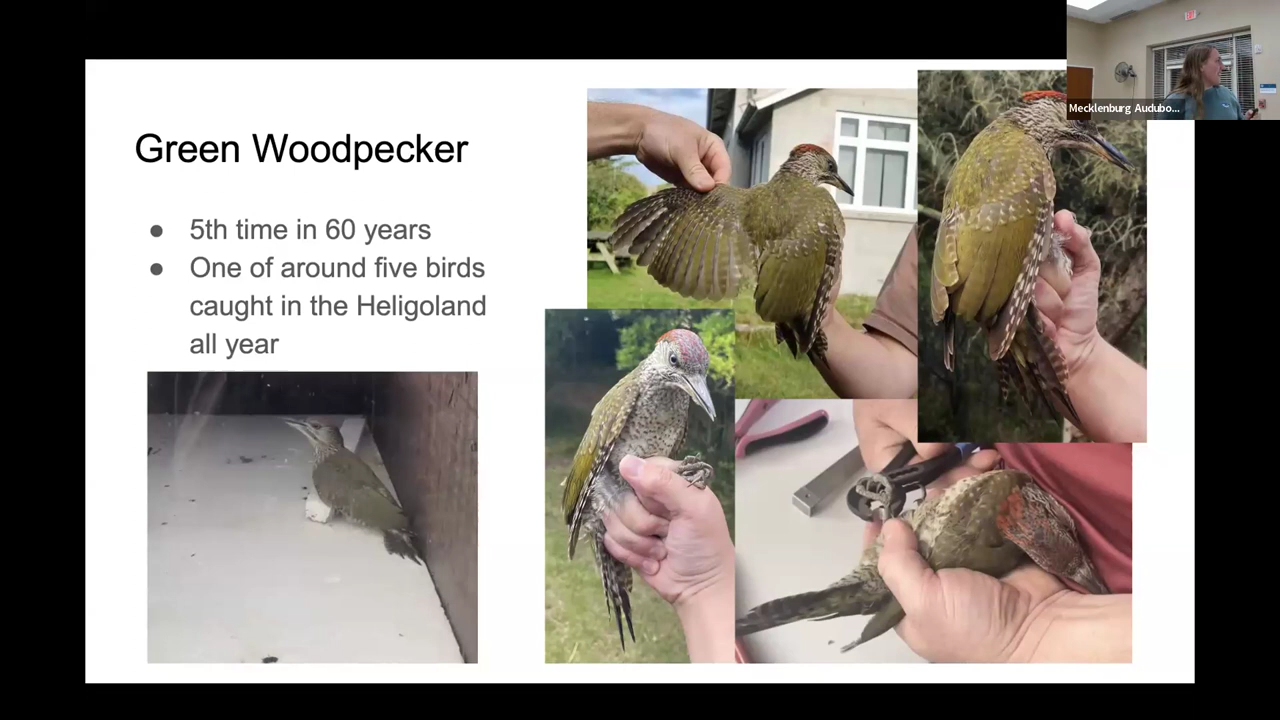 Mecklenburg Audubo...
Green Woodpecker
● 5th time in 60 years
● One of around five birds
caught in the Heligoland
all year